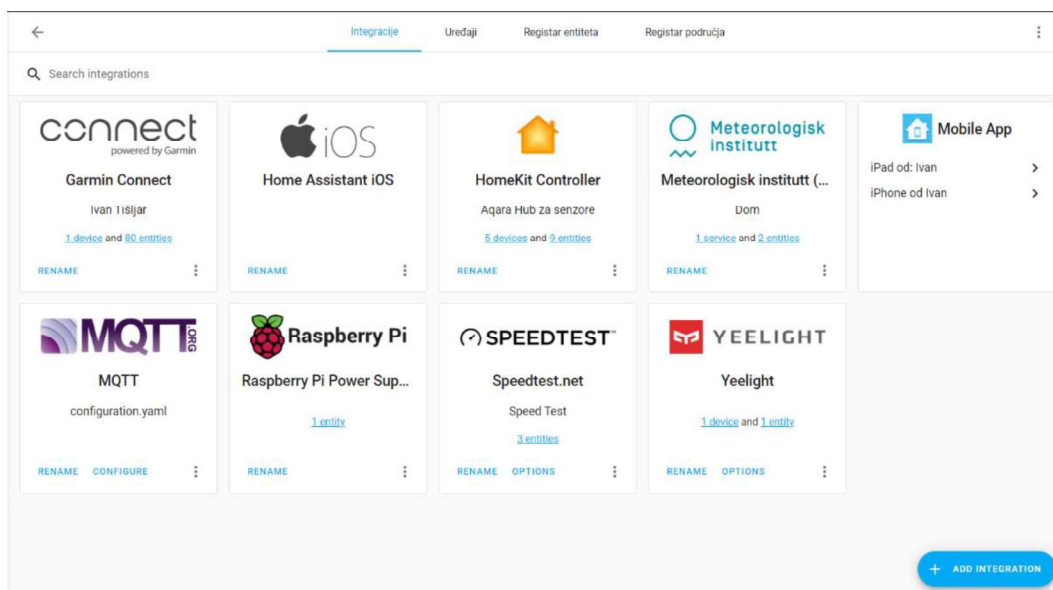 Integracije Uređaji Registar entiteta Registar područja
Search integrations
connect
powered by Garmin
Garmin Connect
Ivan Tišljar
1 device and 80 entities
RENAME
iOS
Home Assistant iOS
RENAME
HomeKit Controller
Aqara Hub za senzore
5 devices and 9 entities
RENAME
Meteorologisk
institutt
Meteorologisk institutt (...
Dom
1 service and 2 entities
RENAME
Mobile App
iPad od: Ivan
iPhone od Ivan
MQTT.ORG
MQTT
configuration.yaml
RENAME CONFIGURE
Raspberry Pi
Raspberry Pi Power Sup...
1 entity
RENAME
SPEEDTEST™
Speedtest.net
Speed Test
3 entities
RENAME OPTIONS
YEELIGHT
Yeelight
1 device and 1 entity
RENAME OPTIONS
+ ADD INTEGRATION